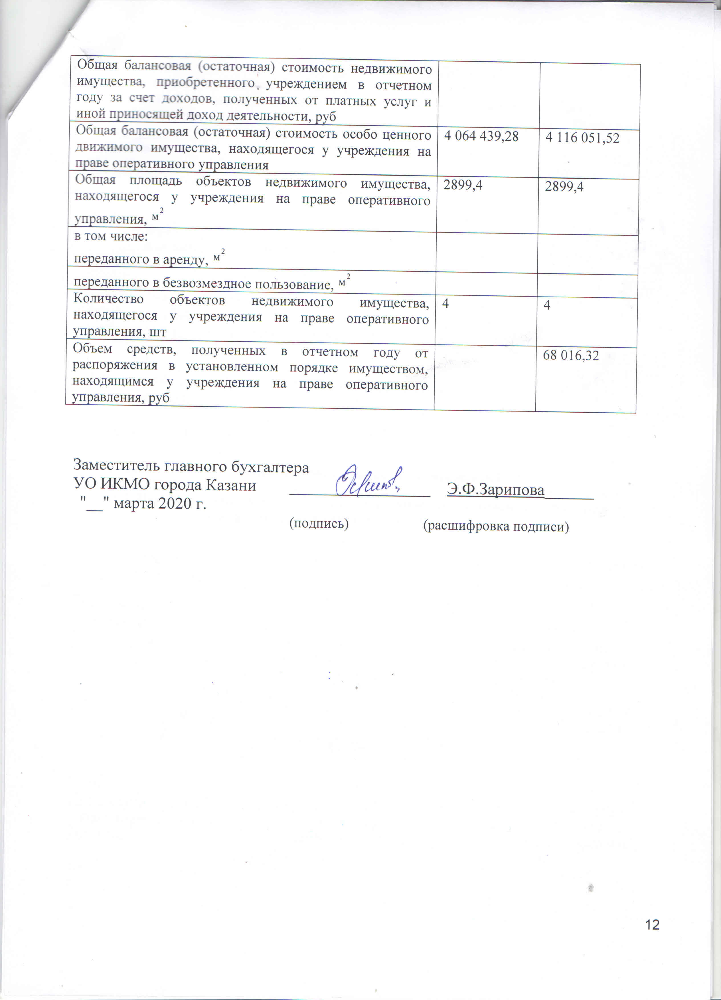 Общая балансовая (остаточная) стоимость недвижимого
имущества, приобретенного учреждением в отчетном
году за счет доходов, полученных от платных услуг и
иной приносящей доход деятельности, руб
Общая балансовая (остаточная) стоимость особо ценного 4 064 439,28 4 116 051,52
движимого имущества, находящегося у учреждения на
праве оперативного управления
Общая площадь объектов недвижимого имущества, 2899,4 2899,4
находящегося у учреждения на праве оперативного
управления, м²
в том числе:
переданного в аренду, м²
переданного в безвозмездное пользование, м²
Количество объектов недвижимого имущества, 4 4
находящегося у учреждения на праве оперативного
управления, шт
Объем средств, полученных в отчетном году от 68 016,32
распоряжения в установленном порядке имуществом,
находящимся у учреждения на праве оперативного
управления, руб
Заместитель главного бухгалтера
УО ИКМО города Казани Э.Ф.Зарипова
"__" марта 2020 г.
(подпись) (расшифровка подписи)
12